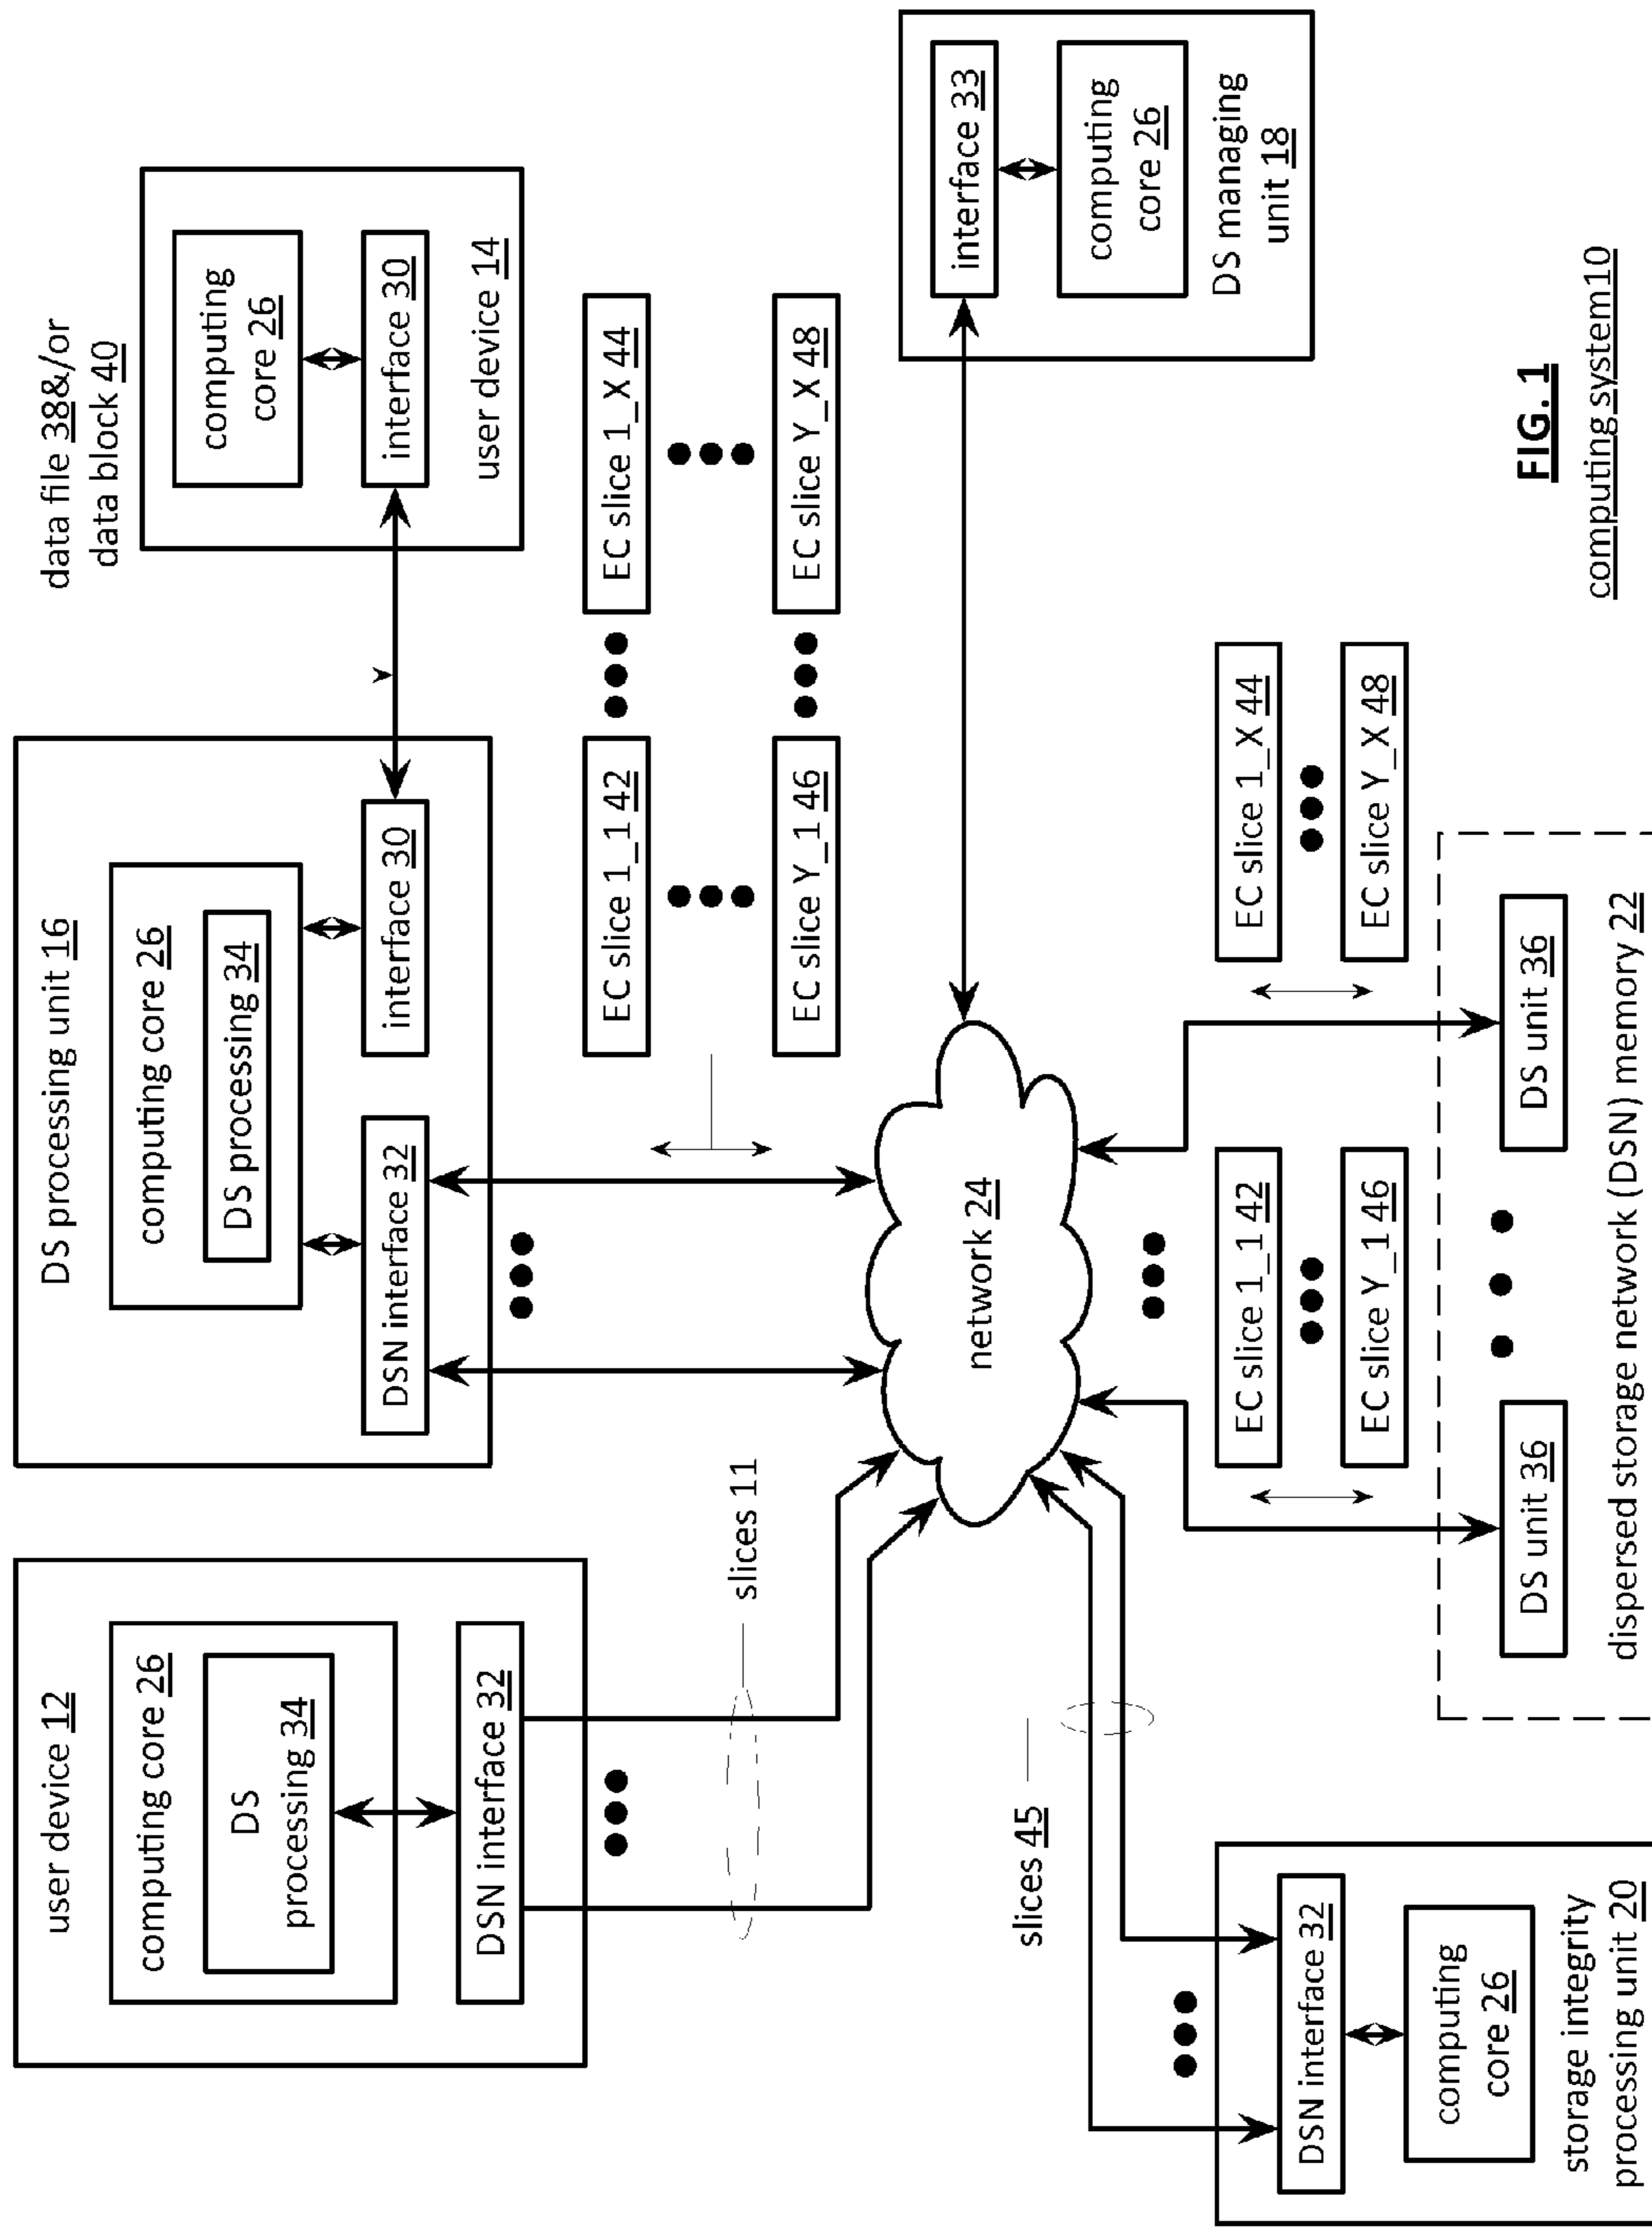 user device 12
computing core 26
DS
processing 34
DSN interface 32
slices 11
DS processing unit 16
computing core 26
DS processing 34
DSN interface 32
interface 30
data file 38&/or
data block 40
computing
core 26
interface 30
user device 14
EC slice 1_1 42
EC slice 1_X 44
EC slice Y_1 46
EC slice Y_X 48
network 24
interface 33
computing
core 26
DS managing
unit 18
slices 45
DSN interface 32
computing
core 26
storage integrity
processing unit 20
EC slice 1_1 42
EC slice Y_1 46
EC slice 1_X 44
EC slice Y_X 48
DS unit 36
DS unit 36
dispersed storage network (DSN) memory 22
FIG. 1
computing system10